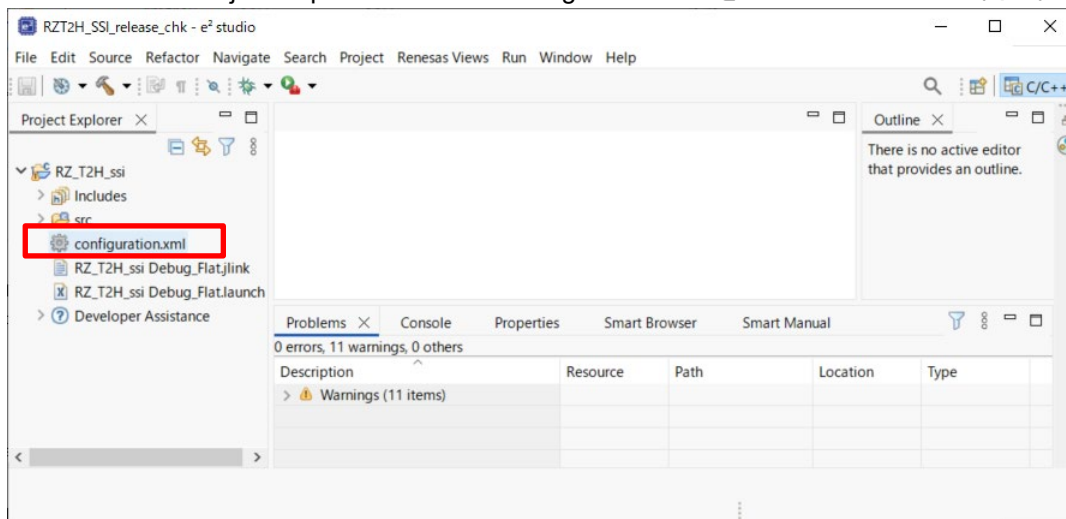 RZT2H_SSI_release_chk - e² studio
File Edit Source Refactor Navigate Search Project Renesas Views Run Window Help
C/C++
Project Explorer
Outline
RZ_T2H_ssi
Includes
src
configuration.xml
RZ_T2H_ssi Debug_Flat.jlink
RZ_T2H_ssi Debug_Flat.launch
Developer Assistance
There is no active editor
that provides an outline.
Problems Console Properties Smart Browser Smart Manual
0 errors, 11 warnings, 0 others
Description Resource Path Location Type
Warnings (11 items)